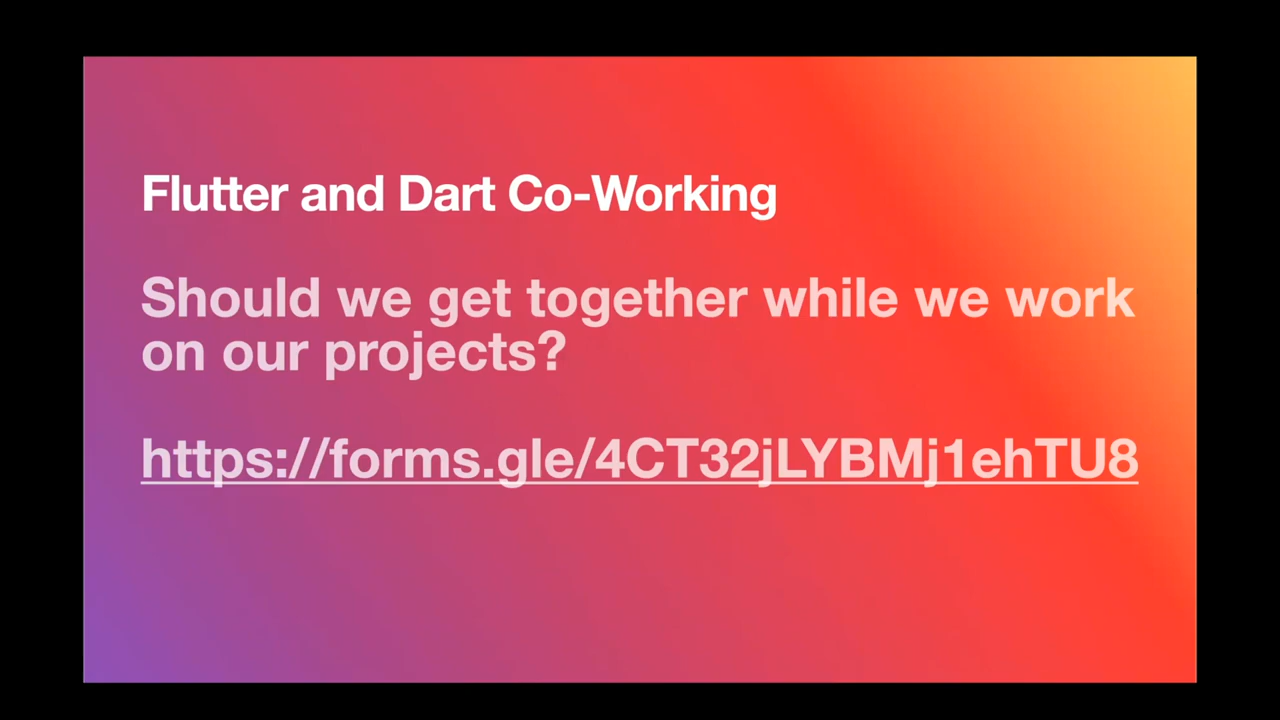 Flutter and Dart Co-Working
Should we get together while we work
on our projects?
https://forms.gle/4CT32jLYBMj1ehTU8